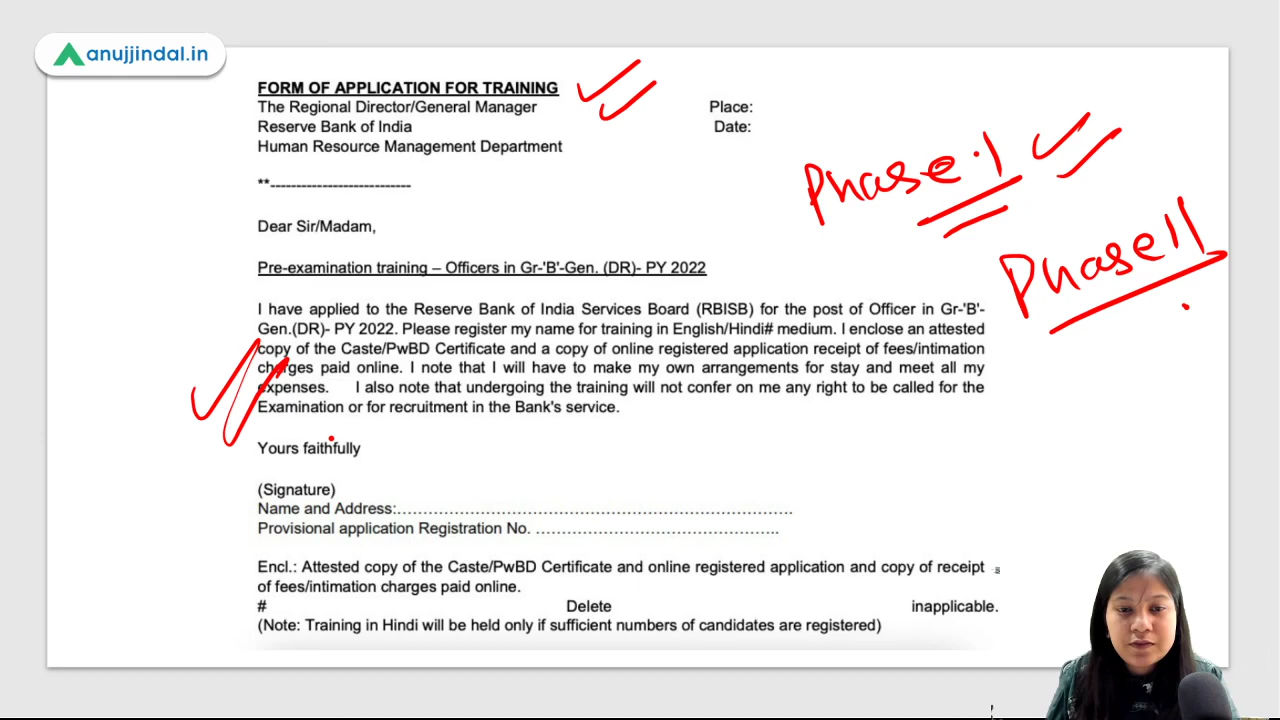 anujjindal.in
FORM OF APPLICATION FOR TRAINING
The Regional Director/General Manager
Place:
Reserve Bank of India
Date:
Human Resource Management Department
Phase.1
**---------------------------
Dear Sir/Madam,
Phase 11
Pre-examination training – Officers in Gr-'B'-Gen. (DR)- PY 2022
I have applied to the Reserve Bank of India Services Board (RBISB) for the post of Officer in Gr-'B'-
Gen.(DR)- PY 2022. Please register my name for training in English/Hindi# medium. I enclose an attested
copy of the Caste/PwBD Certificate and a copy of online registered application receipt of fees/intimation
charges paid online. I note that I will have to make my own arrangements for stay and meet all my
expenses. I also note that undergoing the training will not confer on me any right to be called for the
Examination or for recruitment in the Bank's service.
Yours faithfully
(Signature)
Name and Address:…………………………………………………………………….
Provisional application Registration No. ………………………………………..
Encl.: Attested copy of the Caste/PwBD Certificate and online registered application and copy of receipt
of fees/intimation charges paid online.
# Delete inapplicable.
(Note: Training in Hindi will be held only if sufficient numbers of candidates are registered)